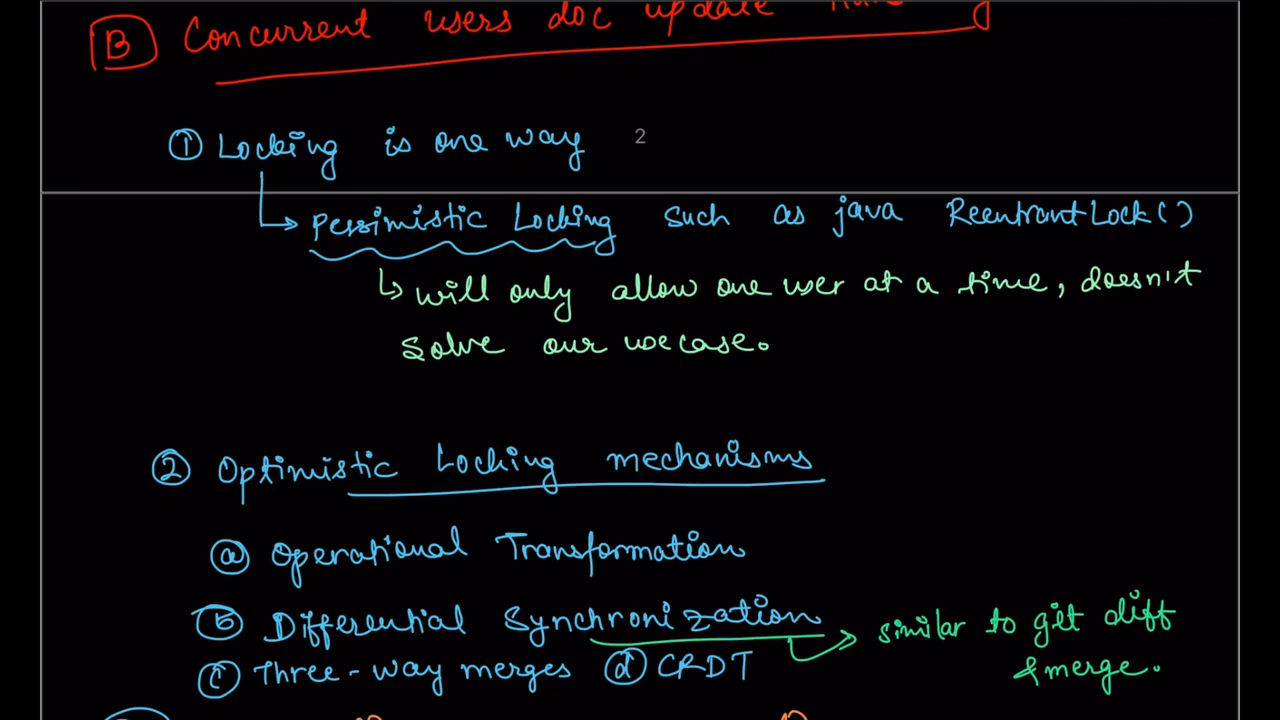 B Concurrent users doc update
① Locking is one way 2
↳ Pessimistic Locking such as java ReentrantLock()
↳ will only allow one user at a time, doesn't
solve our usecase.
② Optimistic Locking mechanisms
ⓐ Operational Transformation
ⓑ Differential Synchronization → similar to get diff
& merge.
ⓒ Three-way merges ⓓ CRDT